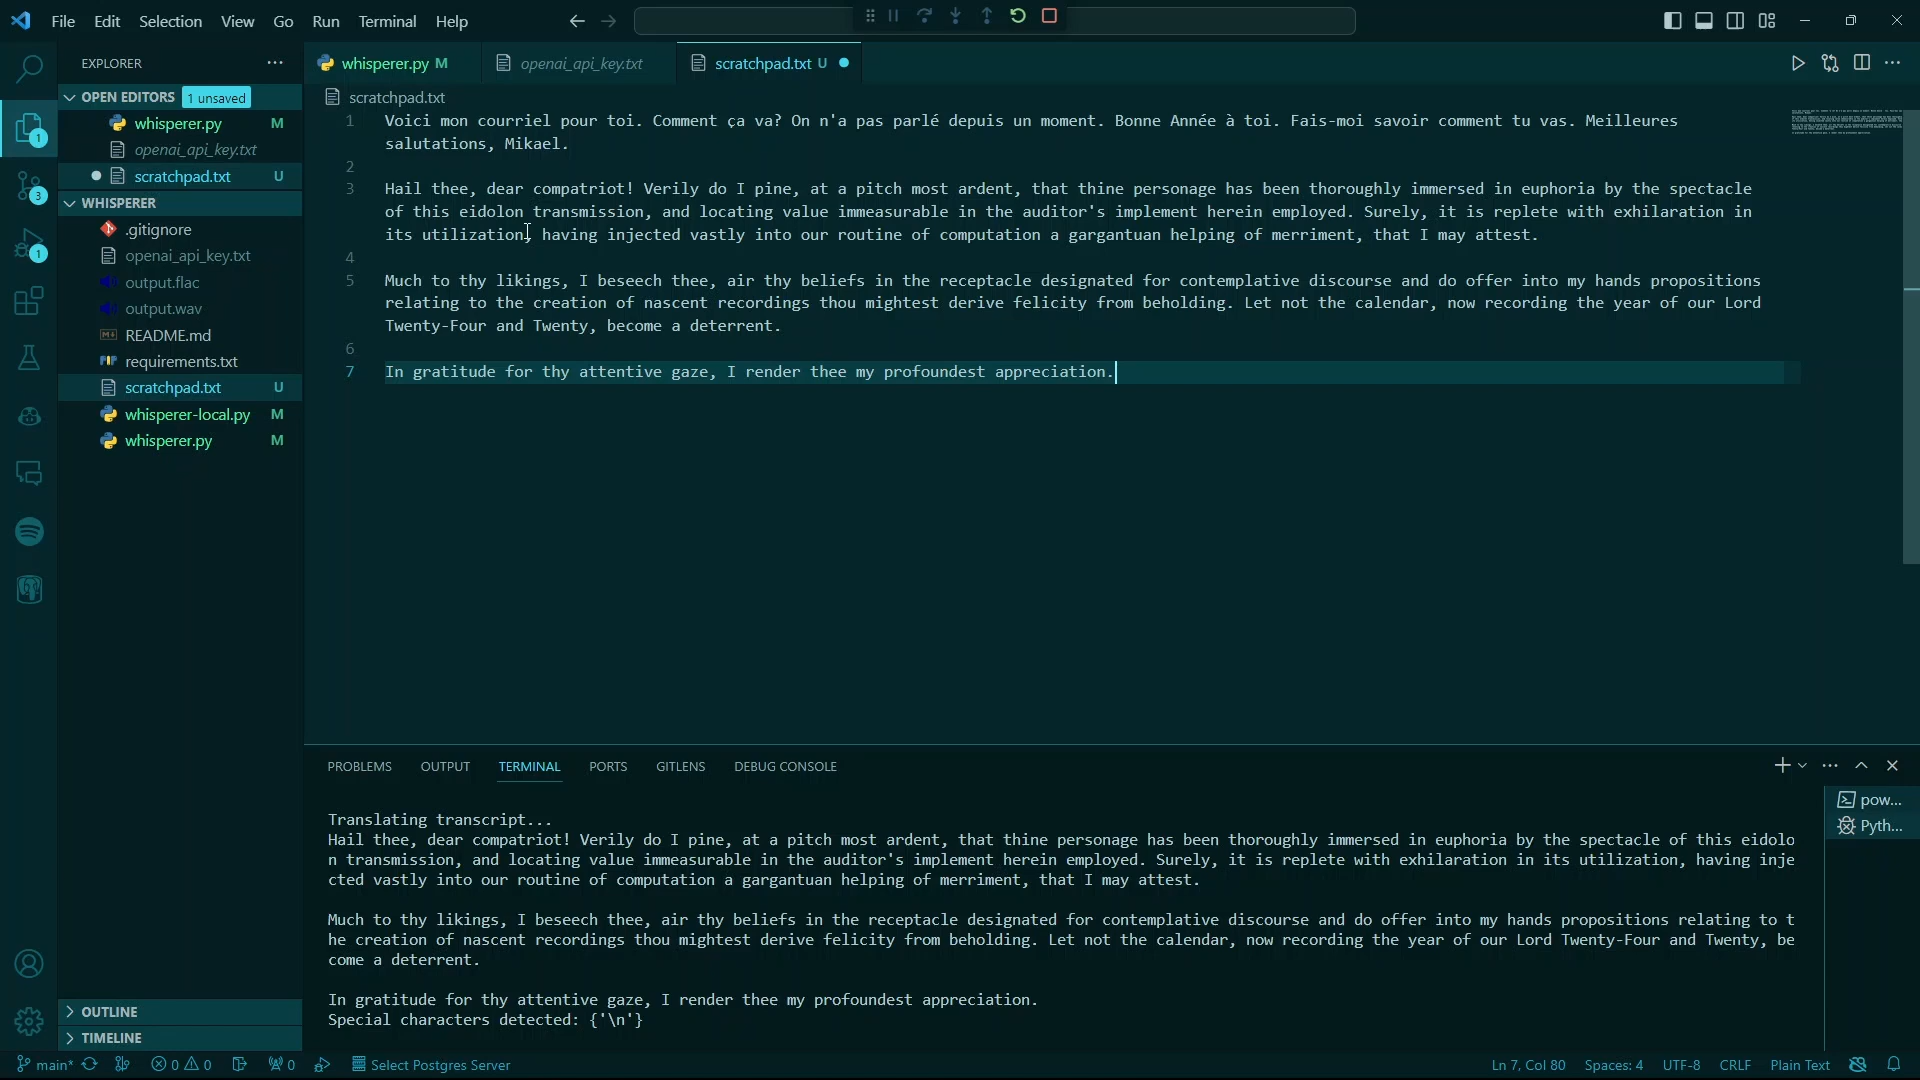 File Edit Selection View Go Run Terminal Help
EXPLORER
whisperer.py M
openai_api_key.txt
scratchpad.txt U
OPEN EDITORS 1 unsaved
scratchpad.txt
whisperer.py M
openai_api_key.txt
scratchpad.txt U
WHISPERER
.gitignore
openai_api_key.txt
output.flac
output.wav
README.md
requirements.txt
scratchpad.txt U
whisperer-local.py M
whisperer.py M
OUTLINE
TIMELINE
1
3
1
1 Voici mon courriel pour toi. Comment ça va? On n'a pas parlé depuis un moment. Bonne Année à toi. Fais-moi savoir comment tu vas. Meilleures
salutations, Mikael.
2
3 Hail thee, dear compatriot! Verily do I pine, at a pitch most ardent, that thine personage has been thoroughly immersed in euphoria by the spectacle
of this eidolon transmission, and locating value immeasurable in the auditor's implement herein employed. Surely, it is replete with exhilaration in
its utilization, having injected vastly into our routine of computation a gargantuan helping of merriment, that I may attest.
4
5 Much to thy likings, I beseech thee, air thy beliefs in the receptacle designated for contemplative discourse and do offer into my hands propositions
relating to the creation of nascent recordings thou mightest derive felicity from beholding. Let not the calendar, now recording the year of our Lord
Twenty-Four and Twenty, become a deterrent.
6
7 In gratitude for thy attentive gaze, I render thee my profoundest appreciation.
PROBLEMS OUTPUT TERMINAL PORTS GITLENS DEBUG CONSOLE
pow...
Pyth...
Translating transcript...
Hail thee, dear compatriot! Verily do I pine, at a pitch most ardent, that thine personage has been thoroughly immersed in euphoria by the spectacle of this eidolo
n transmission, and locating value immeasurable in the auditor's implement herein employed. Surely, it is replete with exhilaration in its utilization, having inje
cted vastly into our routine of computation a gargantuan helping of merriment, that I may attest.
Much to thy likings, I beseech thee, air thy beliefs in the receptacle designated for contemplative discourse and do offer into my hands propositions relating to t
he creation of nascent recordings thou mightest derive felicity from beholding. Let not the calendar, now recording the year of our Lord Twenty-Four and Twenty, be
come a deterrent.
In gratitude for thy attentive gaze, I render thee my profoundest appreciation.
Special characters detected: {'\n'}
main* 0 0 0 Select Postgres Server Ln 7, Col 80 Spaces: 4 UTF-8 CRLF Plain Text